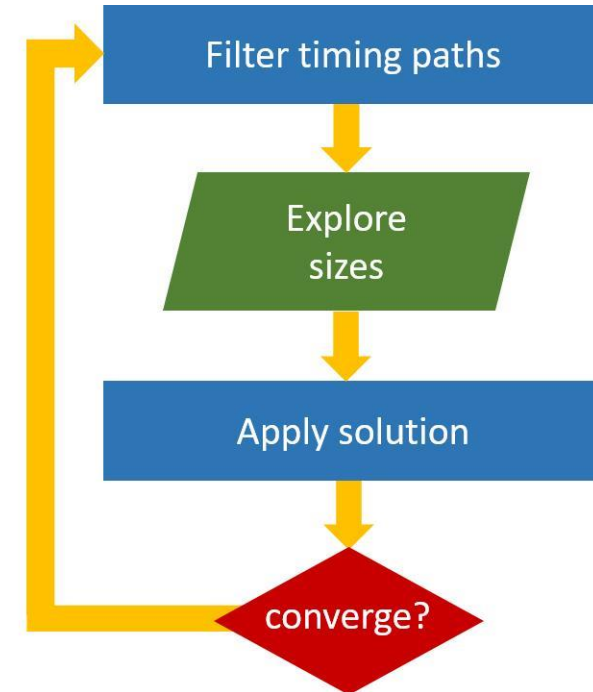 Filter timing paths
Explore
sizes
Apply solution
converge?